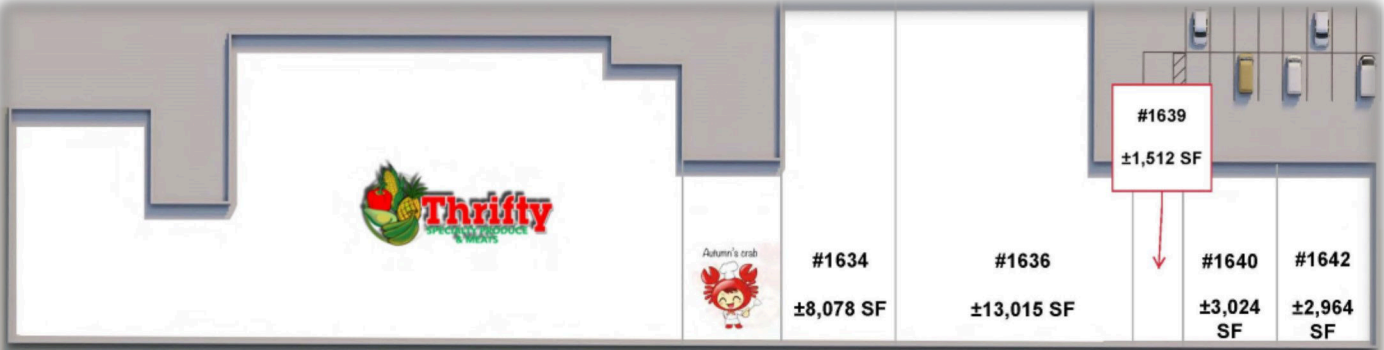 Thrifty
SPECIALTY PRODUCE
& MEATS
Autumn's crab
#1634
±8,078 SF
#1636
±13,015 SF
#1639
±1,512 SF
#1640
±3,024
SF
#1642
±2,964
SF